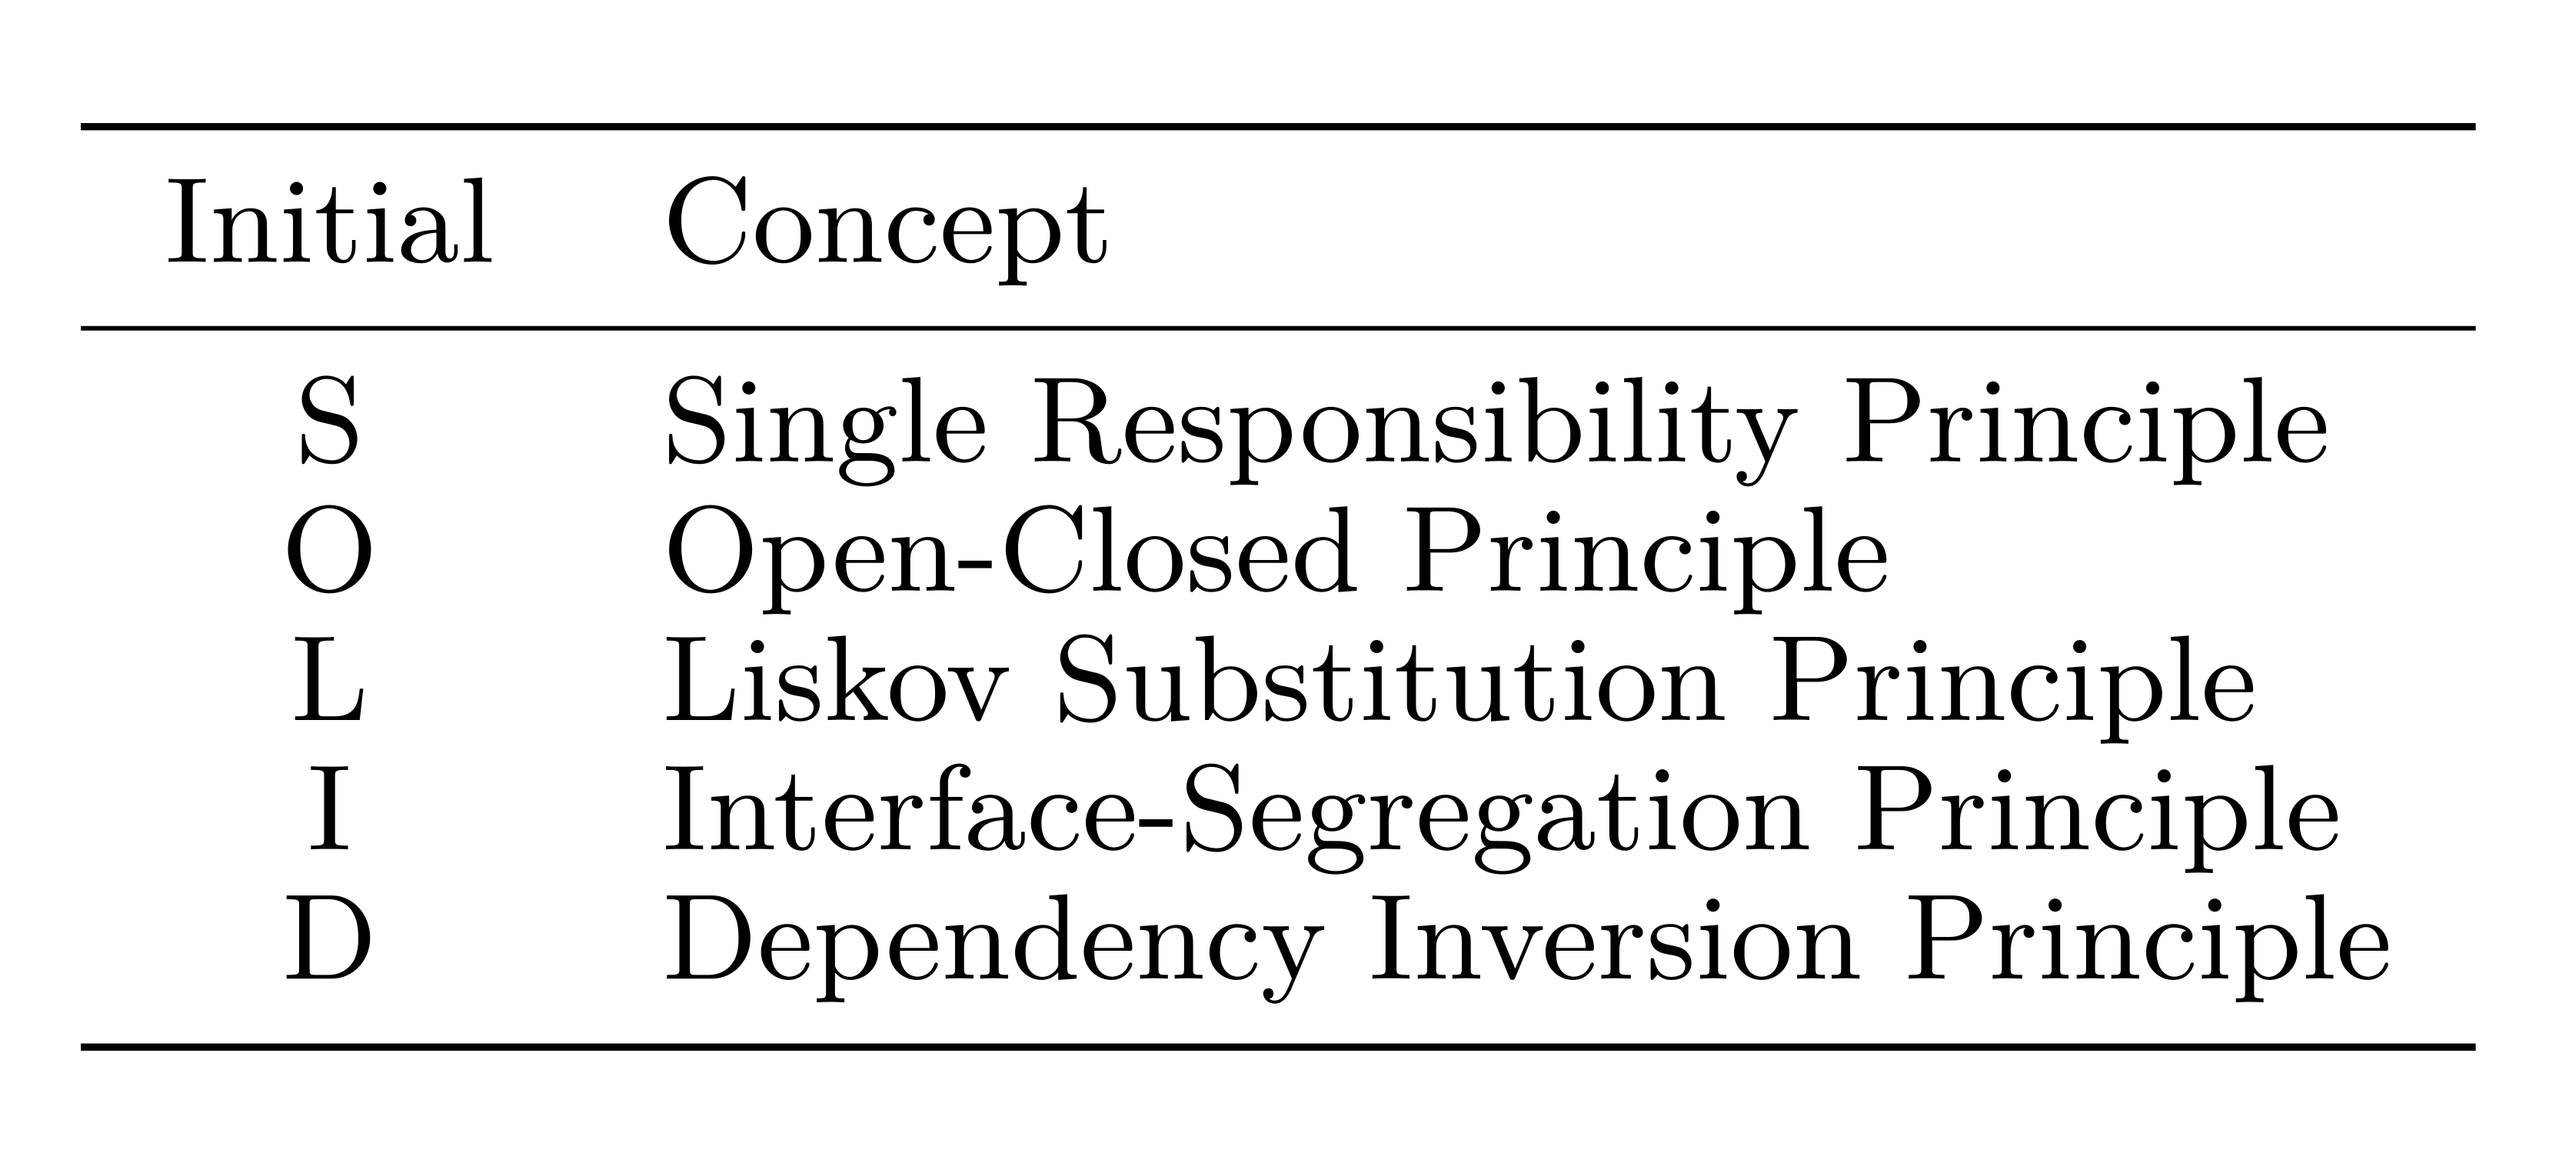 Initial Concept
S Single Responsibility Principle
O Open-Closed Principle
L Liskov Substitution Principle
I Interface-Segregation Principle
D Dependency Inversion Principle